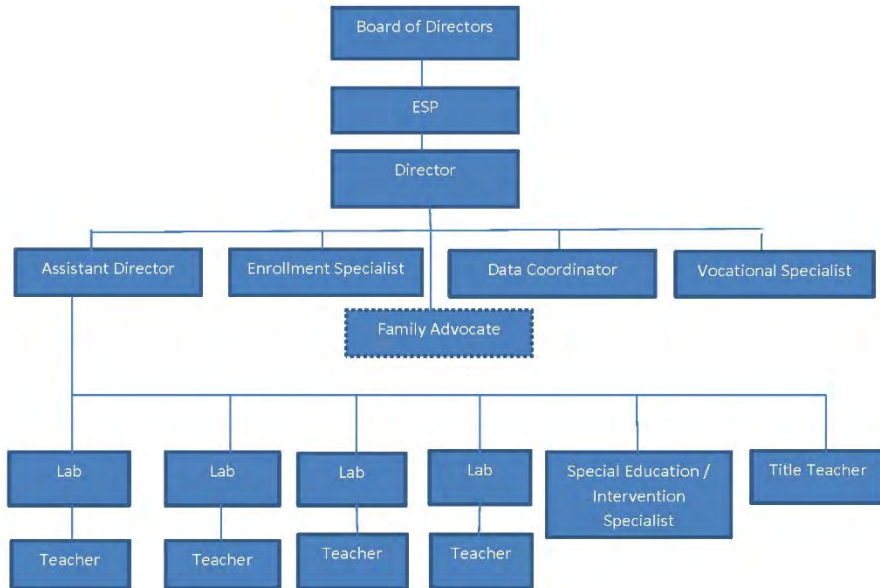 Board of Directors
ESP
Director
Assistant Director
Enrollment Specialist
Data Coordinator
Vocational Specialist
Family Advocate
Lab
Lab
Lab
Lab
Special Education /
Intervention
Specialist
Title Teacher
Teacher
Teacher
Teacher
Teacher